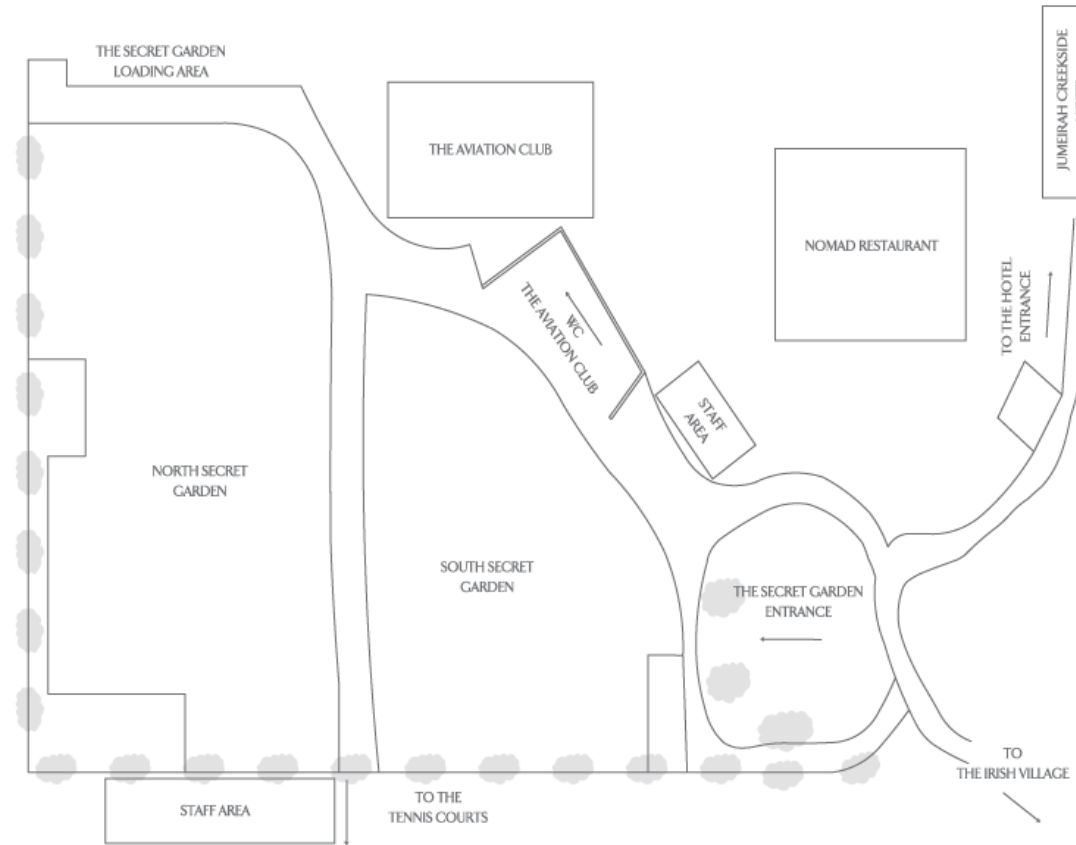 THE SECRET GARDEN
LOADING AREA
THE AVIATION CLUB
JUMEIRAH CREEKSIDE
NOMAD RESTAURANT
TO THE HOTEL
ENTRANCE
WC
THE AVIATION CLUB
STAFF
AREA
NORTH SECRET
GARDEN
SOUTH SECRET
GARDEN
THE SECRET GARDEN
ENTRANCE
TO
THE IRISH VILLAGE
STAFF AREA
TO THE
TENNIS COURTS